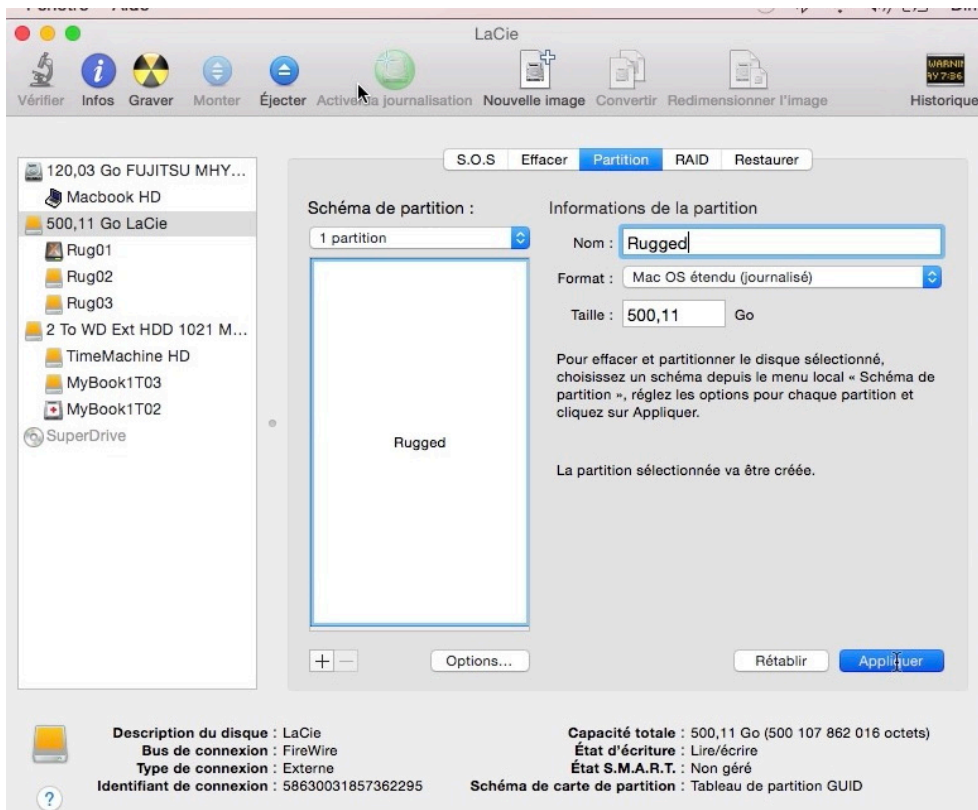 LaCie
Vérifier Infos Graver Monter Éjecter Activer la journalisation Nouvelle image Convertir Redimensionner l'image Historique
120,03 Go FUJITSU MHY...
Macbook HD
500,11 Go LaCie
Rug01
Rug02
Rug03
2 To WD Ext HDD 1021 M...
TimeMachine HD
MyBook1T03
MyBook1T02
SuperDrive
S.O.S Effacer Partition RAID Restaurer
Schéma de partition :
1 partition
Rugged
Options...
Informations de la partition
Nom : Rugged
Format : Mac OS étendu (journalisé)
Taille : 500,11 Go
Pour effacer et partitionner le disque sélectionné,
choisissez un schéma depuis le menu local « Schéma de
partition », réglez les options pour chaque partition et
cliquez sur Appliquer.
La partition sélectionnée va être créée.
Rétablir Appliquer
Description du disque : LaCie
Bus de connexion : FireWire
Type de connexion : Externe
Identifiant de connexion : 58630031857362295
Capacité totale : 500,11 Go (500 107 862 016 octets)
État d'écriture : Lire/écrire
État S.M.A.R.T. : Non géré
Schéma de carte de partition : Tableau de partition GUID
?